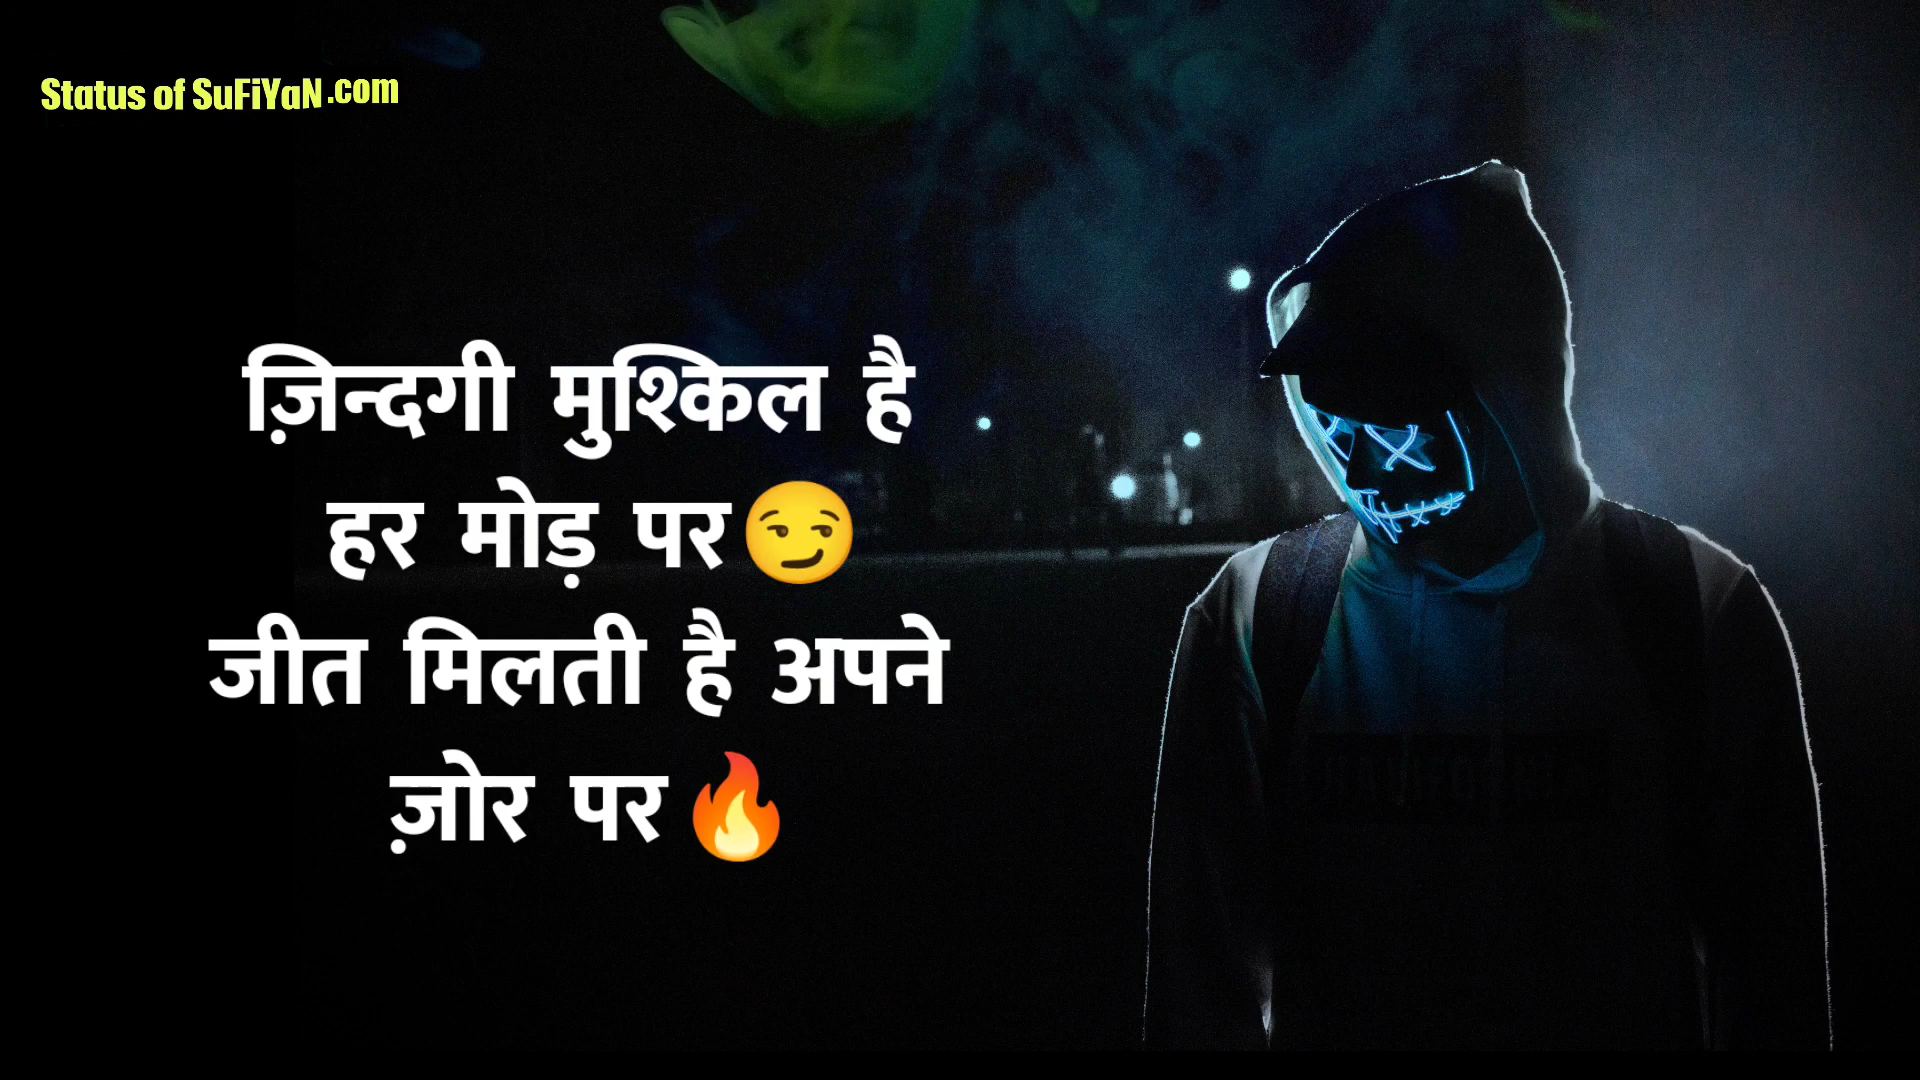 Status of SuFiYaN.com
ज़िन्दगी मुश्किल है
हर मोड़ पर😏
जीत मिलती है अपने
ज़ोर पर🔥